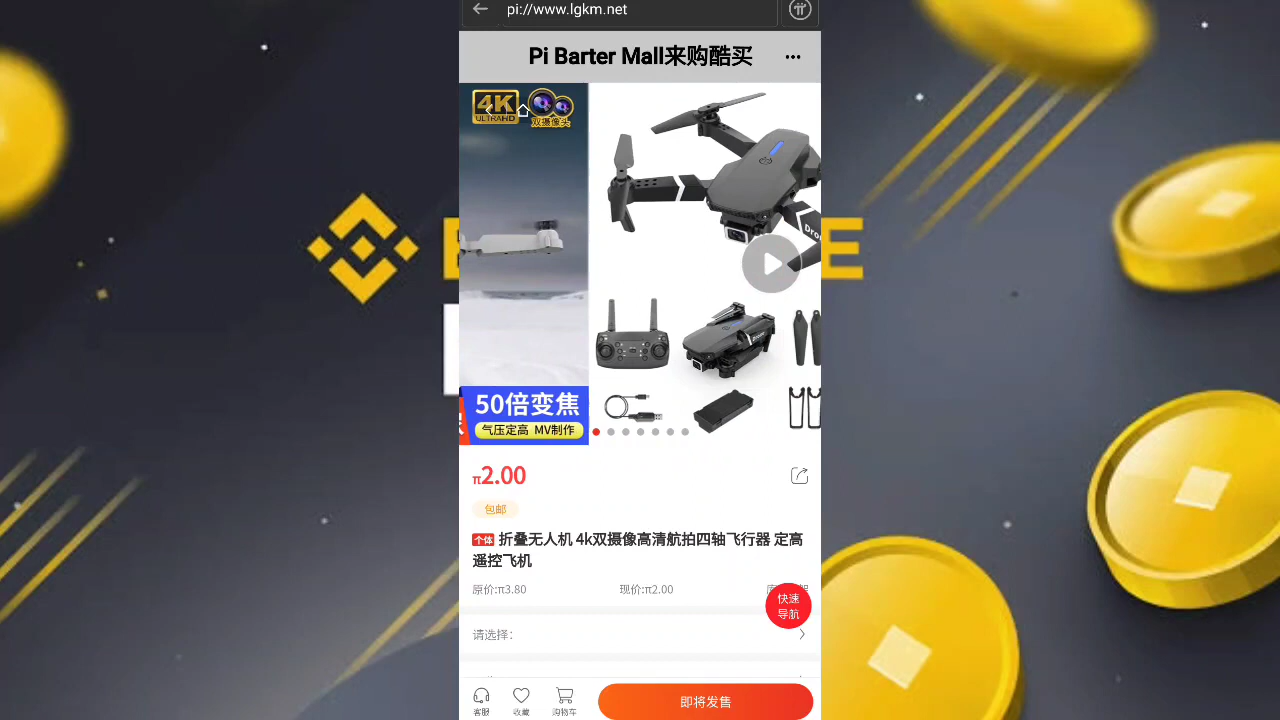 pi://www.lgkm.net
Pi Barter Mall来购酷买
4K
ULTRAHD
双摄像头
E
50倍变焦
气压定高 MV制作
π2.00
包邮
个体 折叠无人机 4k双摄像高清航拍四轴飞行器 定高
遥控飞机
原价:π3.80 现价:π2.00
快速
导航
请选择:
客服 收藏 购物车 即将发售